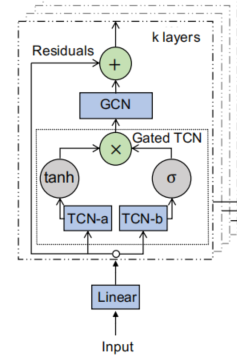 Residuals
k layers
+
GCN
Gated TCN
×
tanh
σ
TCN-a
TCN-b
Linear
Input